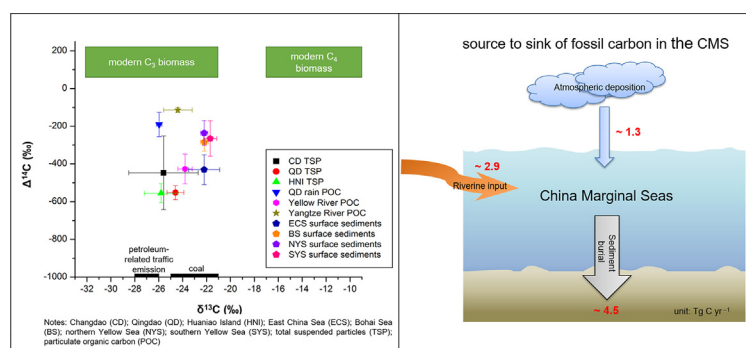 modern C3 biomass
modern C4
biomass
200
0
-200
-400
-600
-800
-1000
Δ14C (‰)
CD TSP
QD TSP
HNI TSP
QD rain POC
Yellow River POC
Yangtze River POC
ECS surface sediments
BS surface sediments
NYS surface sediments
SYS surface sediments
petroleum-
related traffic
emission
coal
-32 -30 -28 -26 -24 -22 -20 -18 -16 -14 -12 -10 -8
δ13C (‰)
Notes: Changdao (CD); Qingdao (QD); Huaniao Island (HNI); East China Sea (ECS); Bohai Sea
(BS); northern Yellow Sea (NYS); southern Yellow Sea (SYS); total suspended particles (TSP);
particulate organic carbon (POC)
source to sink of fossil carbon in the CMS
Atmospheric deposition
~ 1.3
~ 2.9
Riverine input
China Marginal Seas
Sediment
burial
~ 4.5
unit: Tg C yr⁻¹